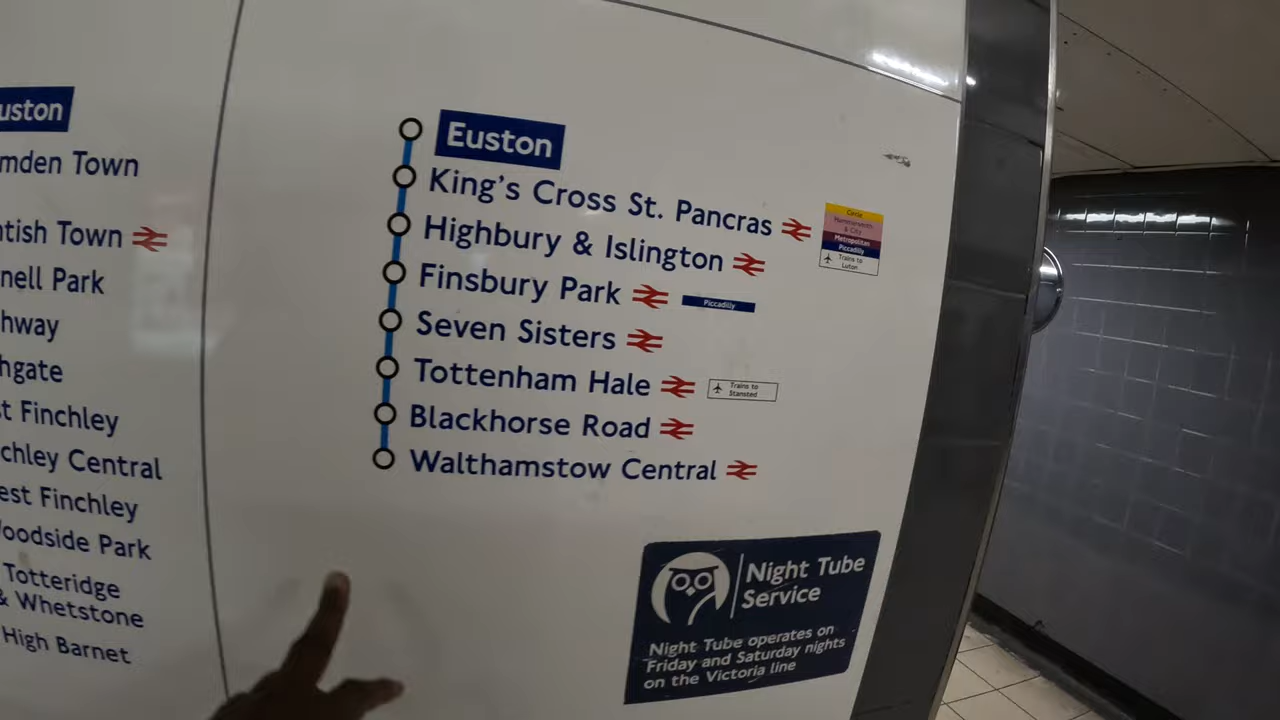 uston
mden Town
tish Town
nell Park
hway
hgate
t Finchley
chley Central
est Finchley
oodside Park
Totteridge
& Whetstone
High Barnet
Euston
King's Cross St. Pancras
Circle
Hammersmith
& City
Metropolitan
Piccadilly
Trains to
Luton
Highbury & Islington
Finsbury Park
Piccadilly
Seven Sisters
Tottenham Hale
Trains to
Stansted
Blackhorse Road
Walthamstow Central
Night Tube
Service
Night Tube operates on
Friday and Saturday nights
on the Victoria line